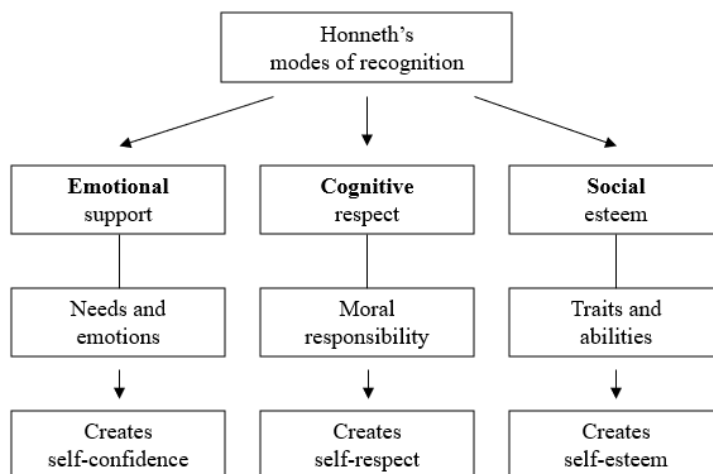 Honneth’s
modes of recognition
Emotional
support
Cognitive
respect
Social
esteem
Needs and
emotions
Moral
responsibility
Traits and
abilities
Creates
self-confidence
Creates
self-respect
Creates
self-esteem